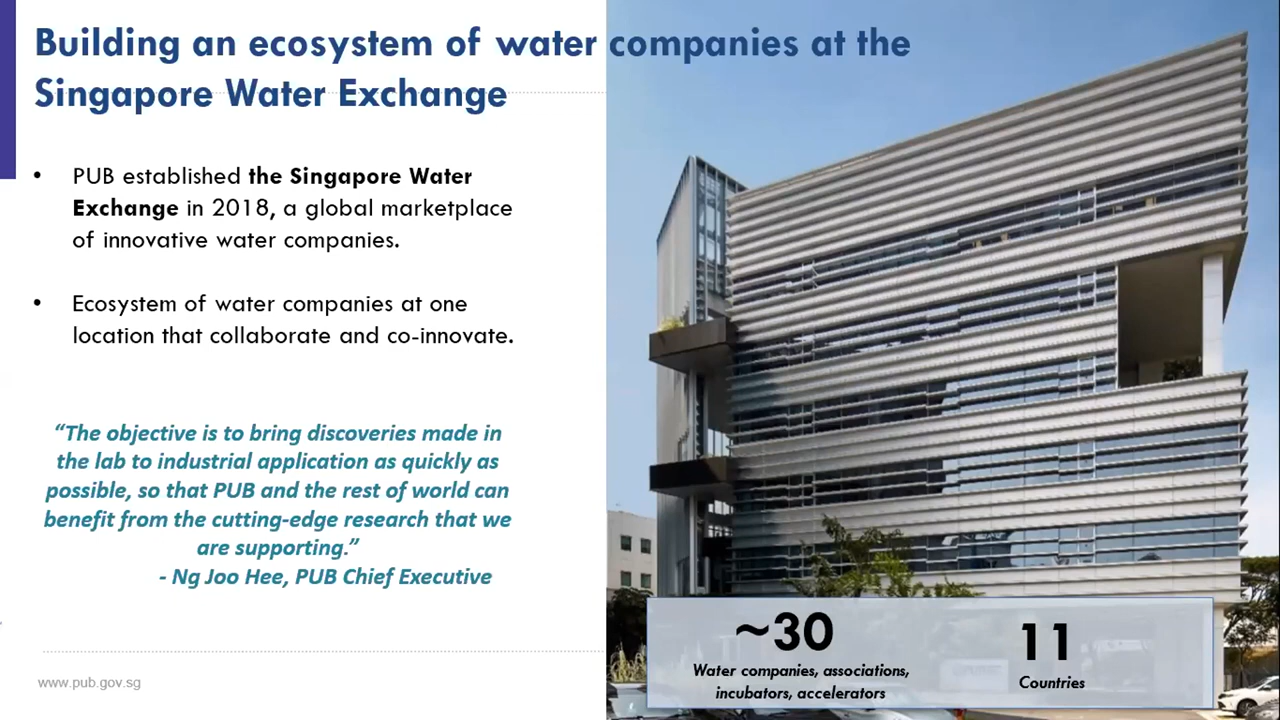 Building an ecosystem of water companies at the
Singapore Water Exchange
• PUB established the Singapore Water
Exchange in 2018, a global marketplace
of innovative water companies.
• Ecosystem of water companies at one
location that collaborate and co-innovate.
“The objective is to bring discoveries made in
the lab to industrial application as quickly as
possible, so that PUB and the rest of world can
benefit from the cutting-edge research that we
are supporting.”
- Ng Joo Hee, PUB Chief Executive
~30
Water companies, associations,
incubators, accelerators
11
Countries
www.pub.gov.sg